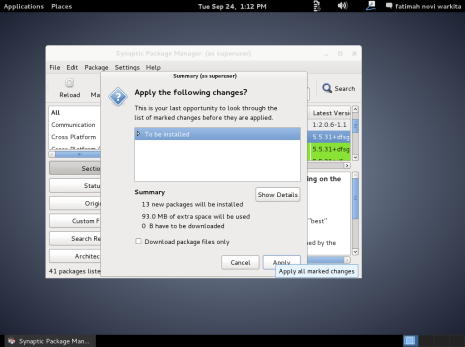 Applications Places
Tue Sep 24, 1:12 PM
fatimah novi warkita
Synaptic Package Manager (as superuser)
File Edit Package Settings Help
Summary (as superuser)
Reload
Ma
Search
Apply the following changes?
This is your last opportunity to look through the
list of marked changes before they are applied.
All
Communication
Cross Platform
Latest Versi
1:2.0.6-1.1
5.5.31+dfsg
5.5.31+dfsg
To be installed
Sectio
Statu
Origi
Custom F
Search Re
Architec
ing on the
"best"
ed by the
Summary
Show Details
13 new packages will be installed
93.0 MB of extra space will be used
0 B have to be downloaded
Download package files only
Cancel
Apply
Apply all marked changes
41 packages liste
Synaptic Package Man...